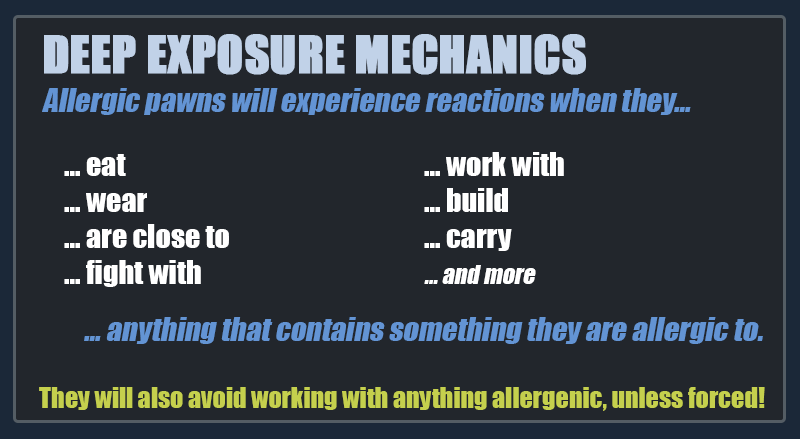 DEEP EXPOSURE MECHANICS
Allergic pawns will experience reactions when they...
... eat
... wear
... are close to
... fight with
... work with
... build
... carry
... and more
... anything that contains something they are allergic to.
They will also avoid working with anything allergenic, unless forced!